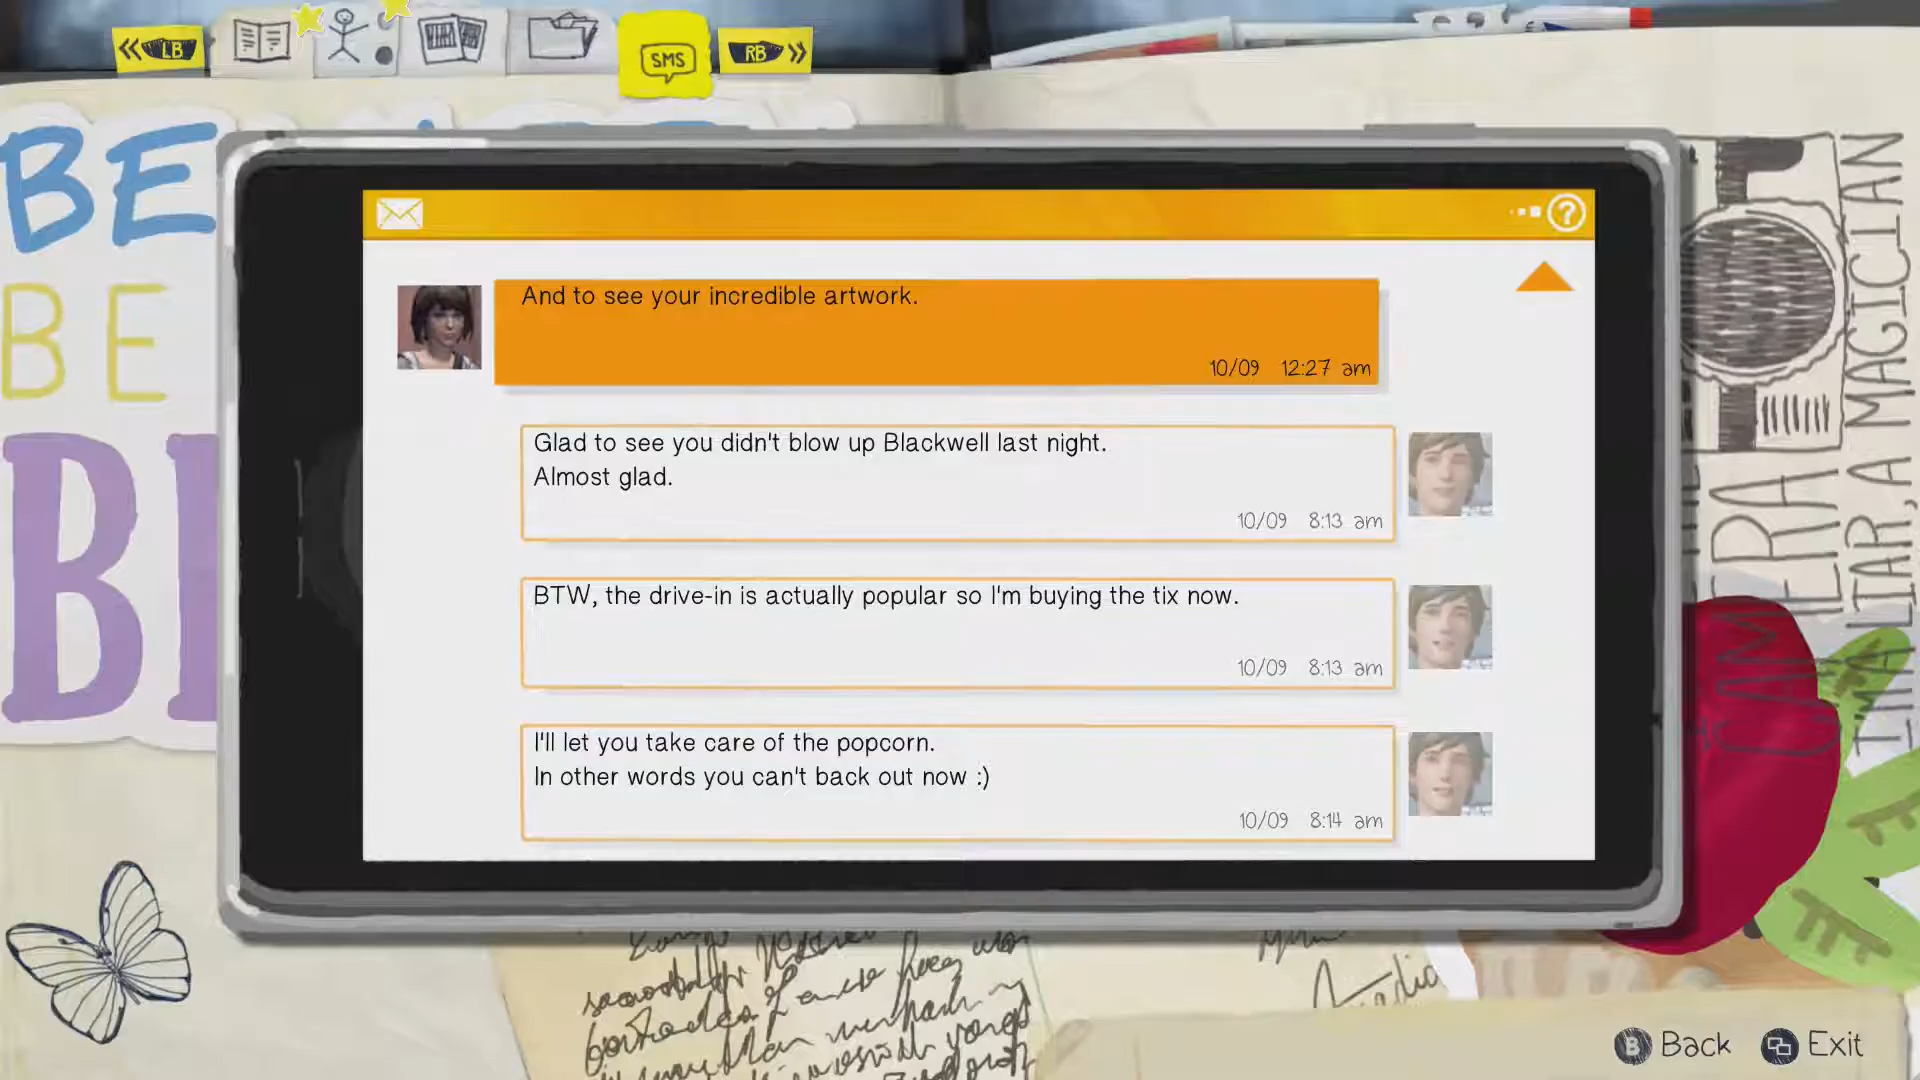 LB
SMS
RB
BE
BE
?
And to see your incredible artwork.
10/09 12:27 am
Glad to see you didn't blow up Blackwell last night.
Almost glad.
10/09 8:13 am
BTW, the drive-in is actually popular so I'm buying the tix now.
10/09 8:13 am
I'll let you take care of the popcorn.
In other words you can't back out now :)
10/09 8:14 am
LIAR, A MAGICIAN
B Back
Exit